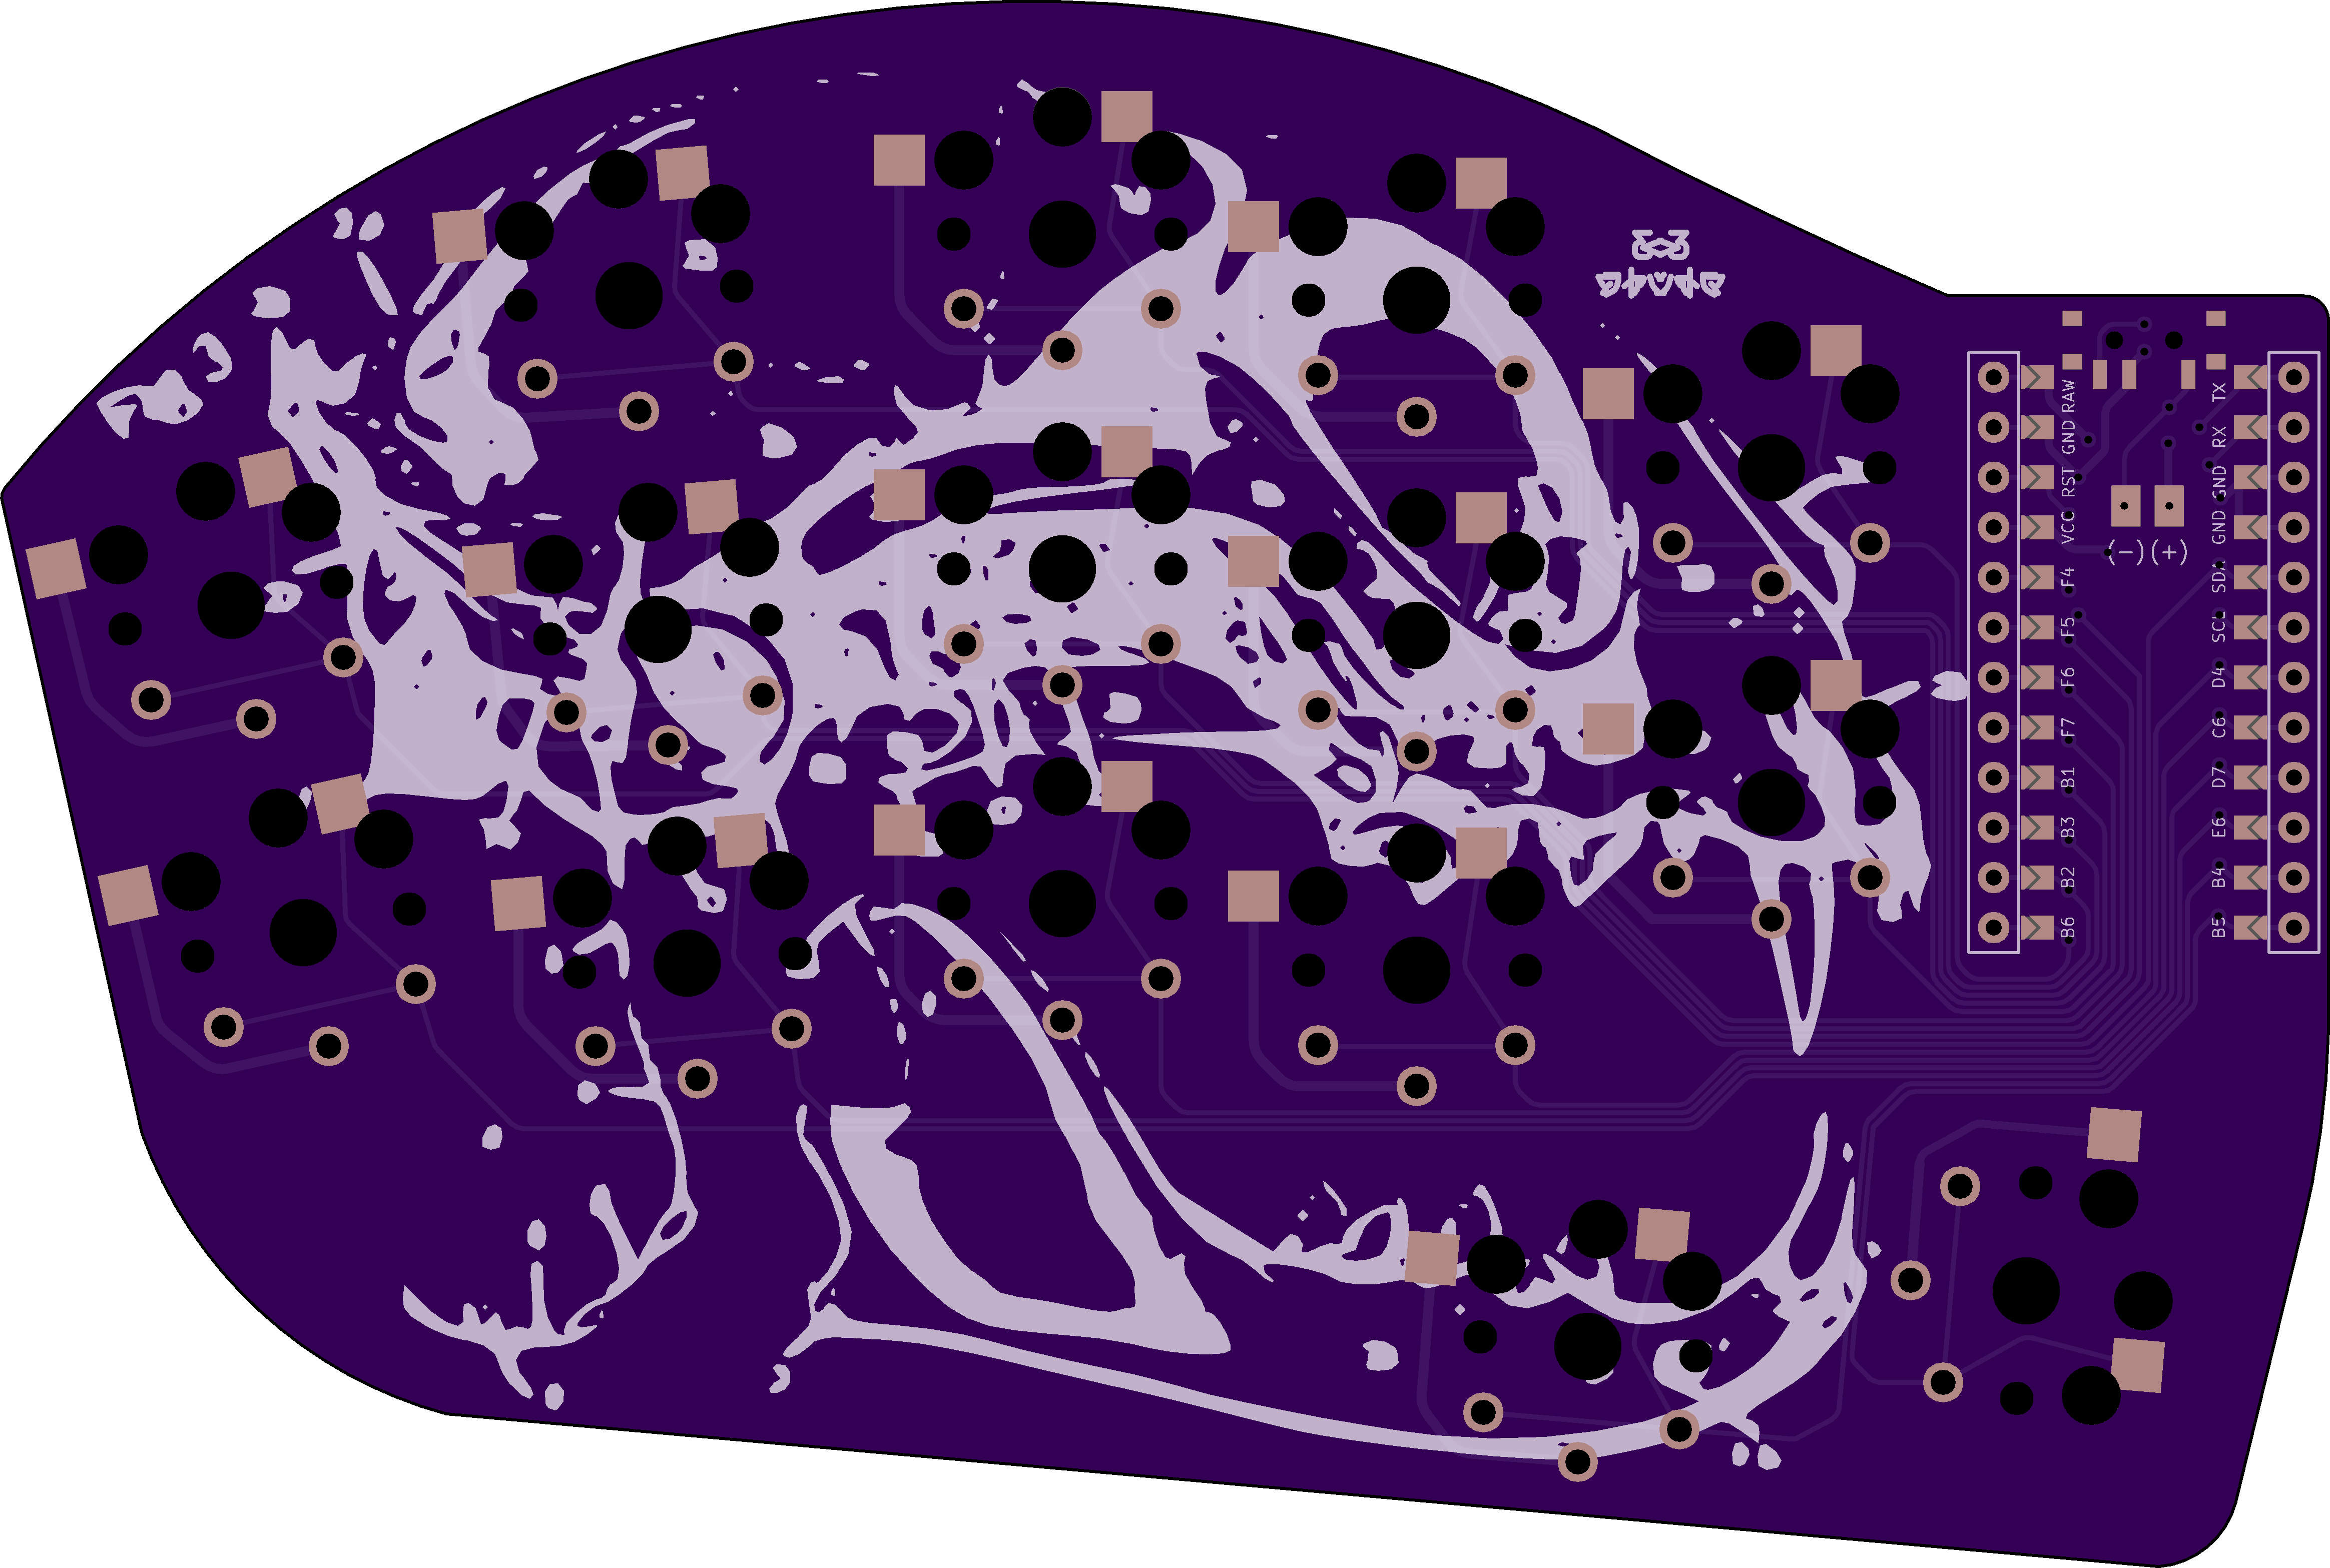 RAW
GND
RST
VCC
F4
F5
F6
F7
B1
B3
B2
B6
(-)(+)
TX
RX
GND
GND
SDA
SCL
D4
C6
D7
E6
B4
B5